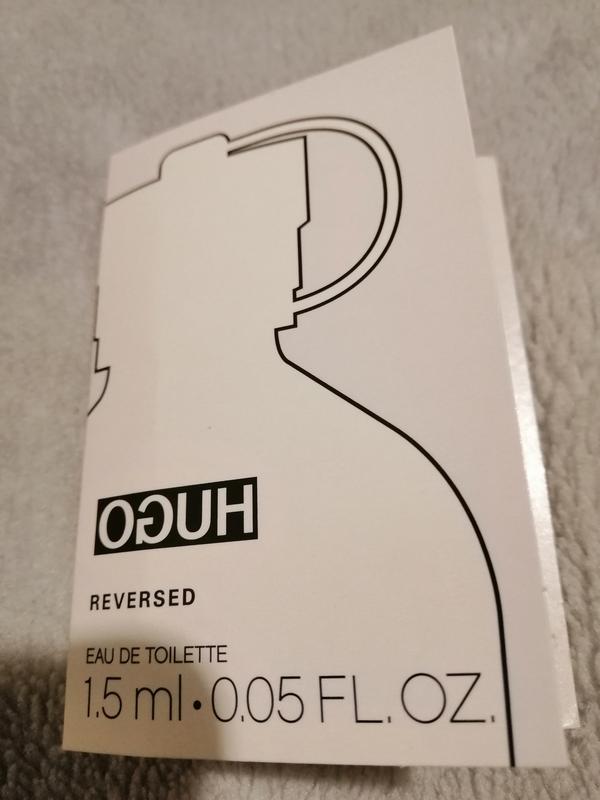 HUGO
REVERSED
EAU DE TOILETTE
1.5 ml • 0.05 FL. OZ.